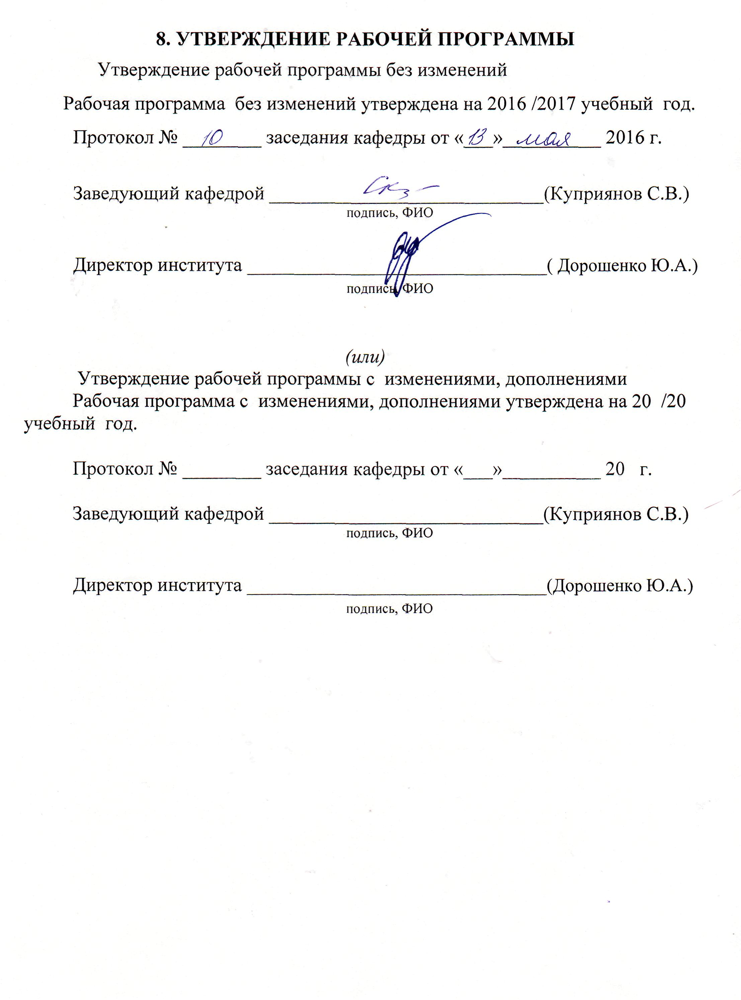 8. УТВЕРЖДЕНИЕ РАБОЧЕЙ ПРОГРАММЫ
Утверждение рабочей программы без изменений
Рабочая программа без изменений утверждена на 2016 /2017 учебный год.
Протокол № 10 заседания кафедры от «13» мая 2016 г.
Заведующий кафедрой ____________________________(Куприянов С.В.)
подпись, ФИО
Директор института ______________________________( Дорошенко Ю.А.)
подпись, ФИО
(или)
Утверждение рабочей программы с изменениями, дополнениями
Рабочая программа с изменениями, дополнениями утверждена на 20 /20
учебный год.
Протокол № ________ заседания кафедры от «___»__________ 20 г.
Заведующий кафедрой ____________________________(Куприянов С.В.)
подпись, ФИО
Директор института ______________________________(Дорошенко Ю.А.)
подпись, ФИО